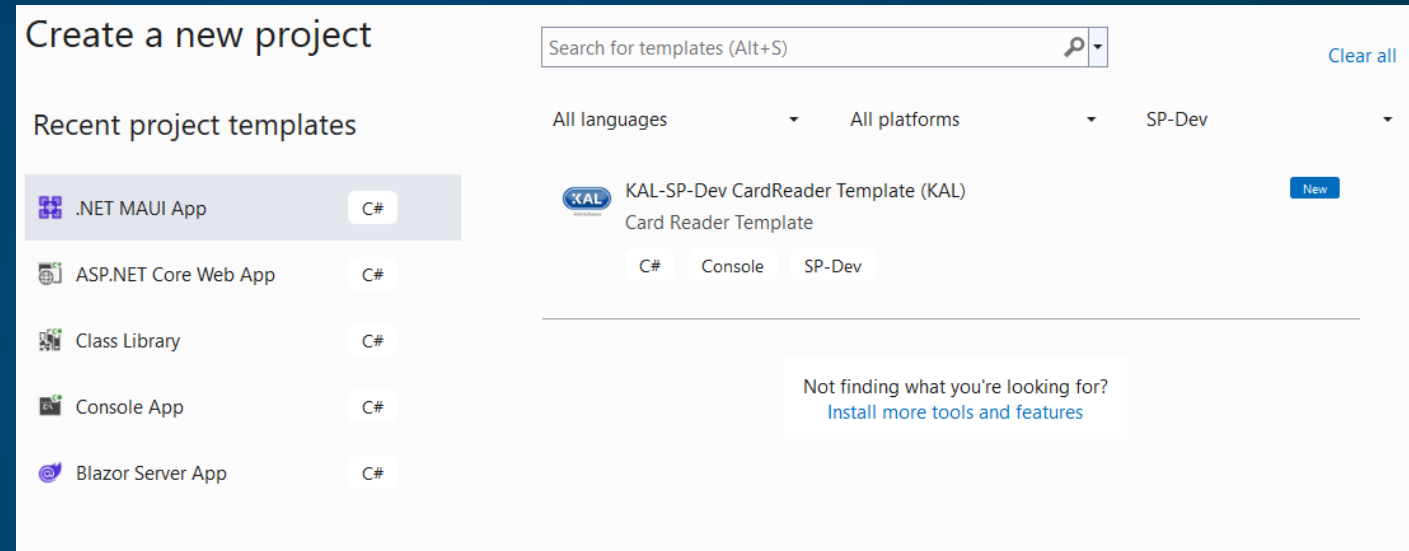 Create a new project
Search for templates (Alt+S)
Clear all
Recent project templates
All languages
All platforms
SP-Dev
.NET MAUI App
C#
ASP.NET Core Web App
C#
Class Library
C#
Console App
C#
Blazor Server App
C#
KAL
KAL-SP-Dev CardReader Template (KAL)
New
Card Reader Template
C#
Console
SP-Dev
Not finding what you're looking for?
Install more tools and features